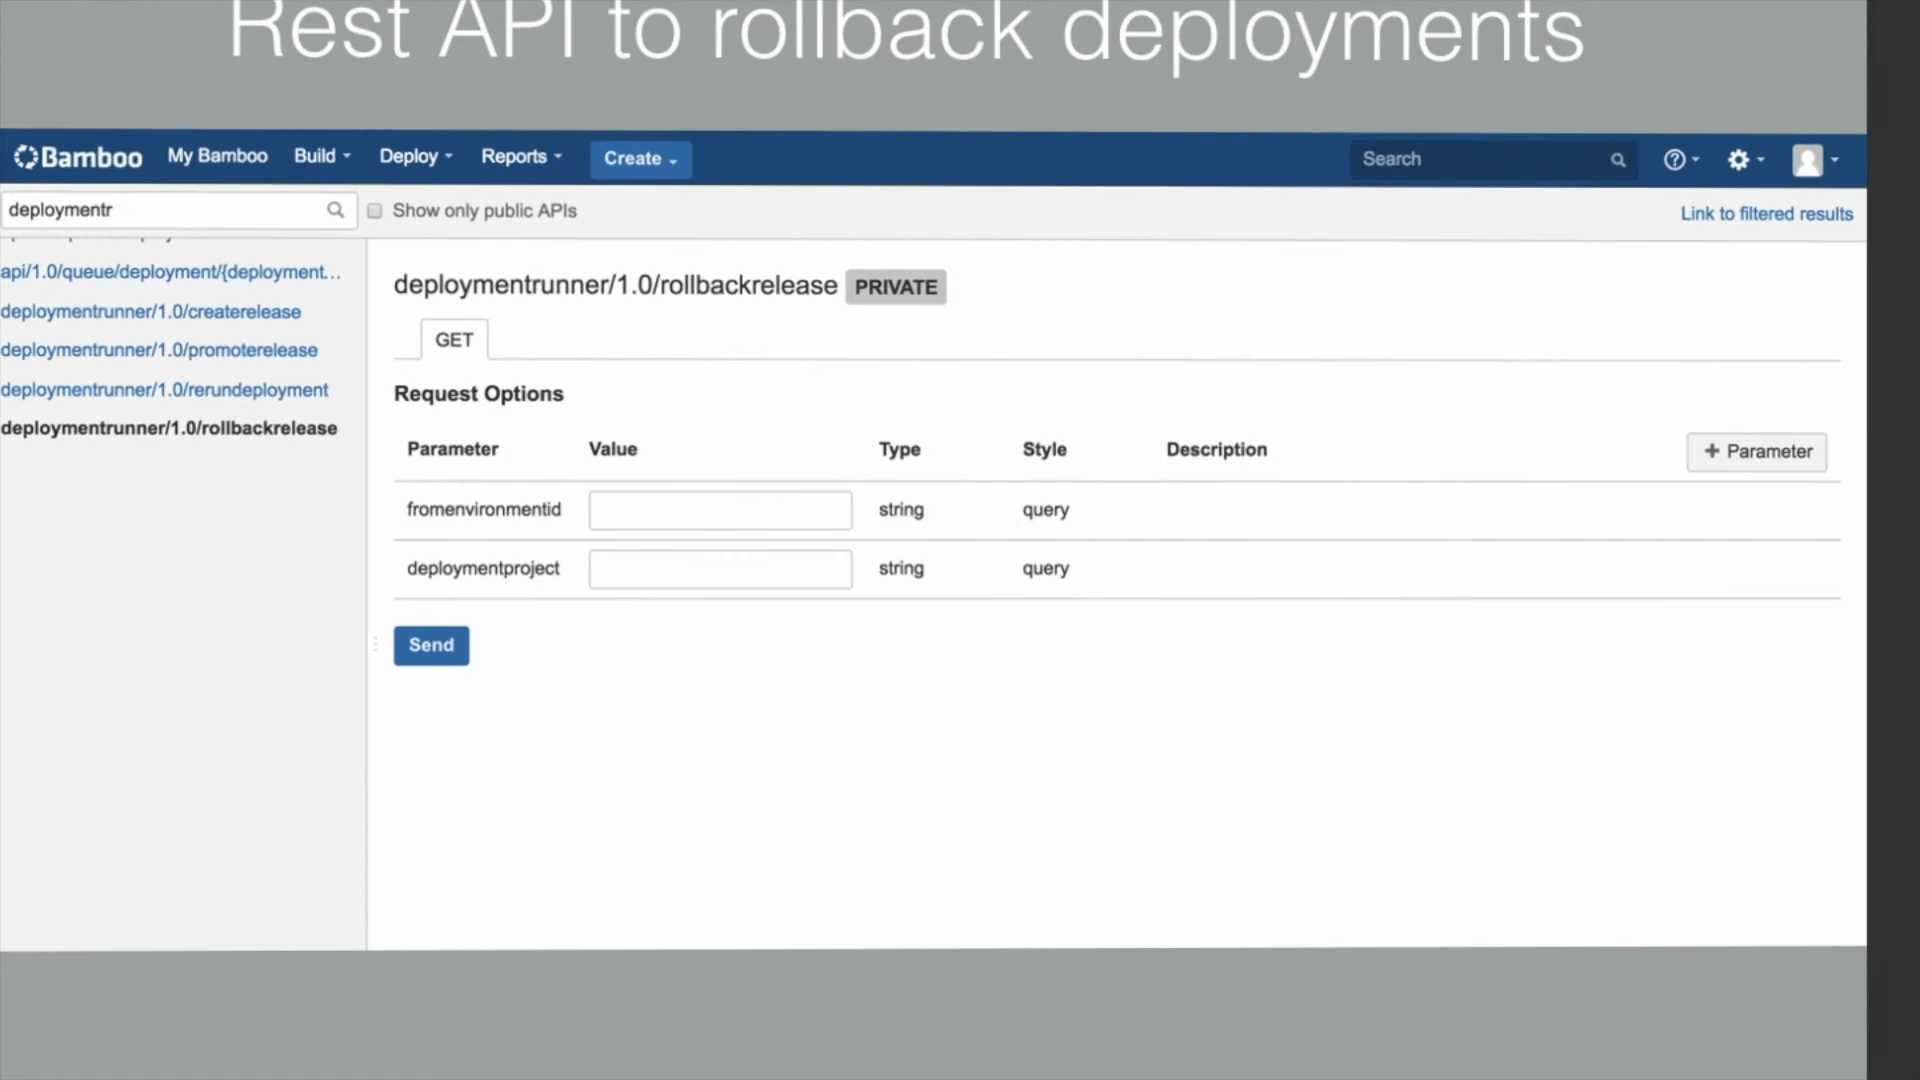 Rest API to rollback deployments
Bamboo My Bamboo Build Deploy Reports Create Search
deploymentr Show only public APIs Link to filtered results
api/1.0/queue/deployment/{deployment...
deploymentrunner/1.0/createrelease
deploymentrunner/1.0/promoterelease
deploymentrunner/1.0/rerundeployment
deploymentrunner/1.0/rollbackrelease
deploymentrunner/1.0/rollbackrelease PRIVATE
GET
Request Options
Parameter Value Type Style Description + Parameter
fromenvironmentid string query
deploymentproject string query
Send